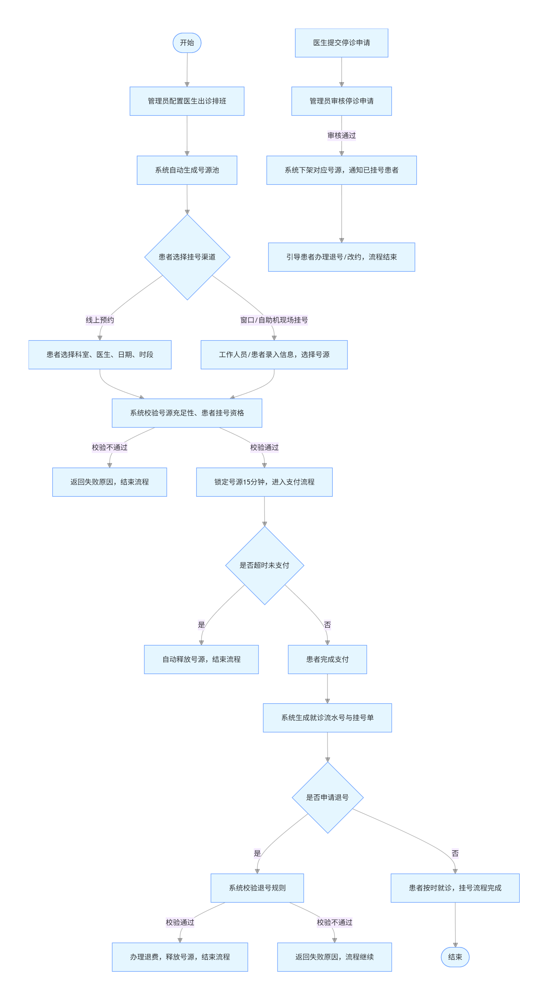 开始
医生提交停诊申请
管理员配置医生出诊排班
管理员审核停诊申请
审核通过
系统自动生成号源池
系统下架对应号源，通知已挂号患者
患者选择挂号渠道
引导患者办理退号/改约，流程结束
线上预约
窗口/自助机现场挂号
患者选择科室、医生、日期、时段
工作人员/患者录入信息，选择号源
系统校验号源充足性、患者挂号资格
校验不通过
校验通过
返回失败原因，结束流程
锁定号源15分钟，进入支付流程
是否超时未支付
是
否
自动释放号源，结束流程
患者完成支付
系统生成就诊流水号与挂号单
是否申请退号
是
否
系统校验退号规则
患者按时就诊，挂号流程完成
校验通过
校验不通过
办理退费，释放号源，结束流程
返回失败原因，流程继续
结束